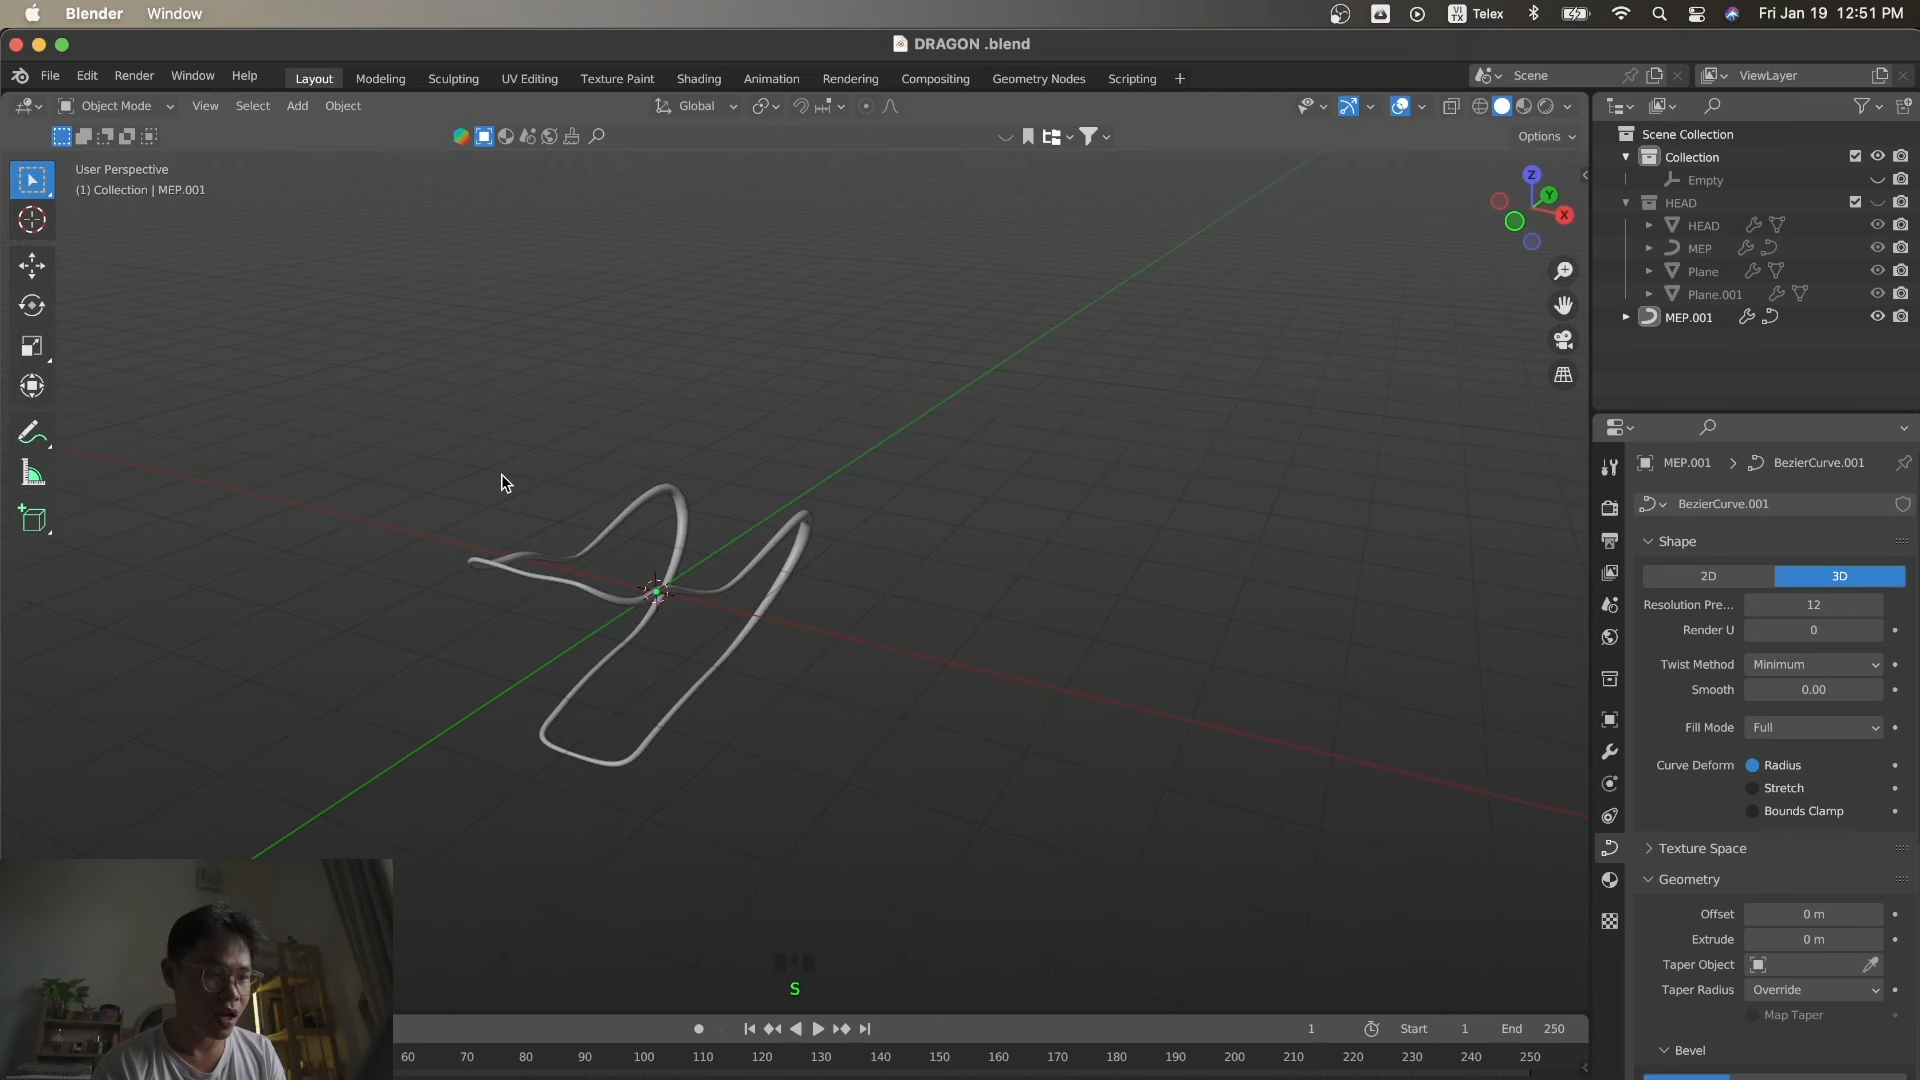 Blender Window
VI TX Telex Fri Jan 19 12:51 PM
DRAGON .blend
File Edit Render Window Help Layout Modeling Sculpting UV Editing Texture Paint Shading Animation Rendering Compositing Geometry Nodes Scripting + Scene ViewLayer
Object Mode View Select Add Object Global
Options
User Perspective
(1) Collection | MEP.001
Z
Y
X
Scene Collection
Collection
Empty
HEAD
HEAD
MEP
Plane
Plane.001
MEP.001
MEP.001 BezierCurve.001
BezierCurve.001
Shape
2D 3D
Resolution Pre... 12
Render U 0
Twist Method Minimum
Smooth 0.00
Fill Mode Full
Curve Deform Radius
Stretch
Bounds Clamp
Texture Space
Geometry
Offset 0 m
Extrude 0 m
Taper Object
Taper Radius Override
Map Taper
Bevel
S
1 Start 1 End 250
60 70 80 90 100 110 120 130 140 150 160 170 180 190 200 210 220 230 240 250